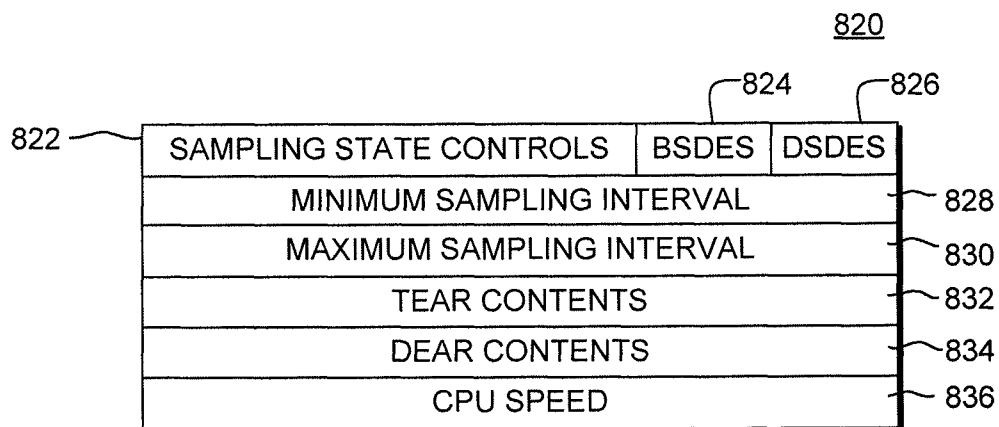 820
824 826
822 SAMPLING STATE CONTROLS BSDES DSDES
MINIMUM SAMPLING INTERVAL 828
MAXIMUM SAMPLING INTERVAL 830
TEAR CONTENTS 832
DEAR CONTENTS 834
CPU SPEED 836